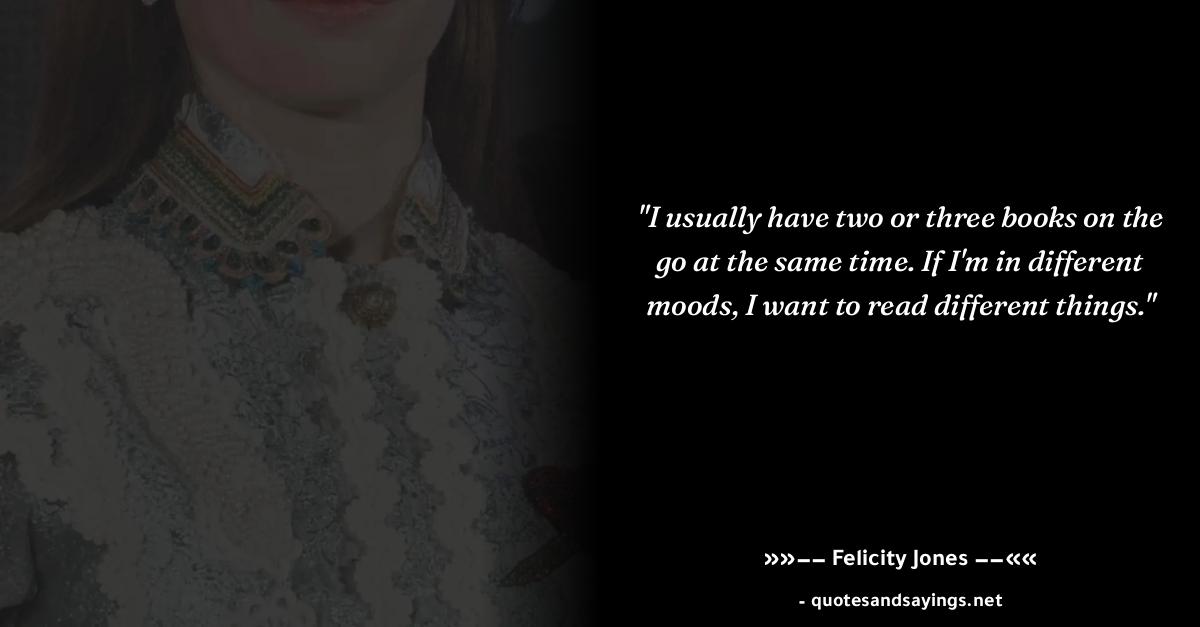 "I usually have two or three books on the
go at the same time. If I'm in different
moods, I want to read different things."
»»−− Felicity Jones −−««
- quotesandsayings.net